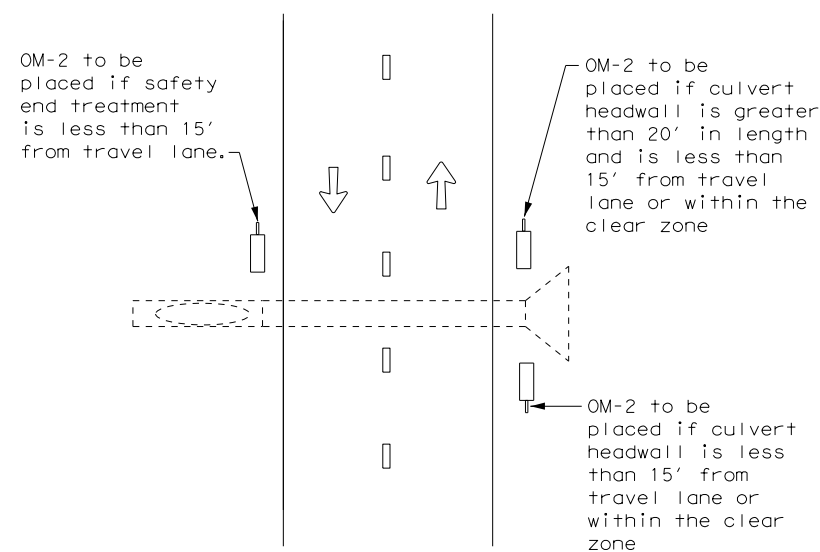 OM-2 to be
placed if safety
end treatment
is less than 15'
from travel lane.
OM-2 to be
placed if culvert
headwall is greater
than 20' in length
and is less than
15' from travel
lane or within the
clear zone
OM-2 to be
placed if culvert
headwall is less
than 15' from
travel lane or
within the clear
zone